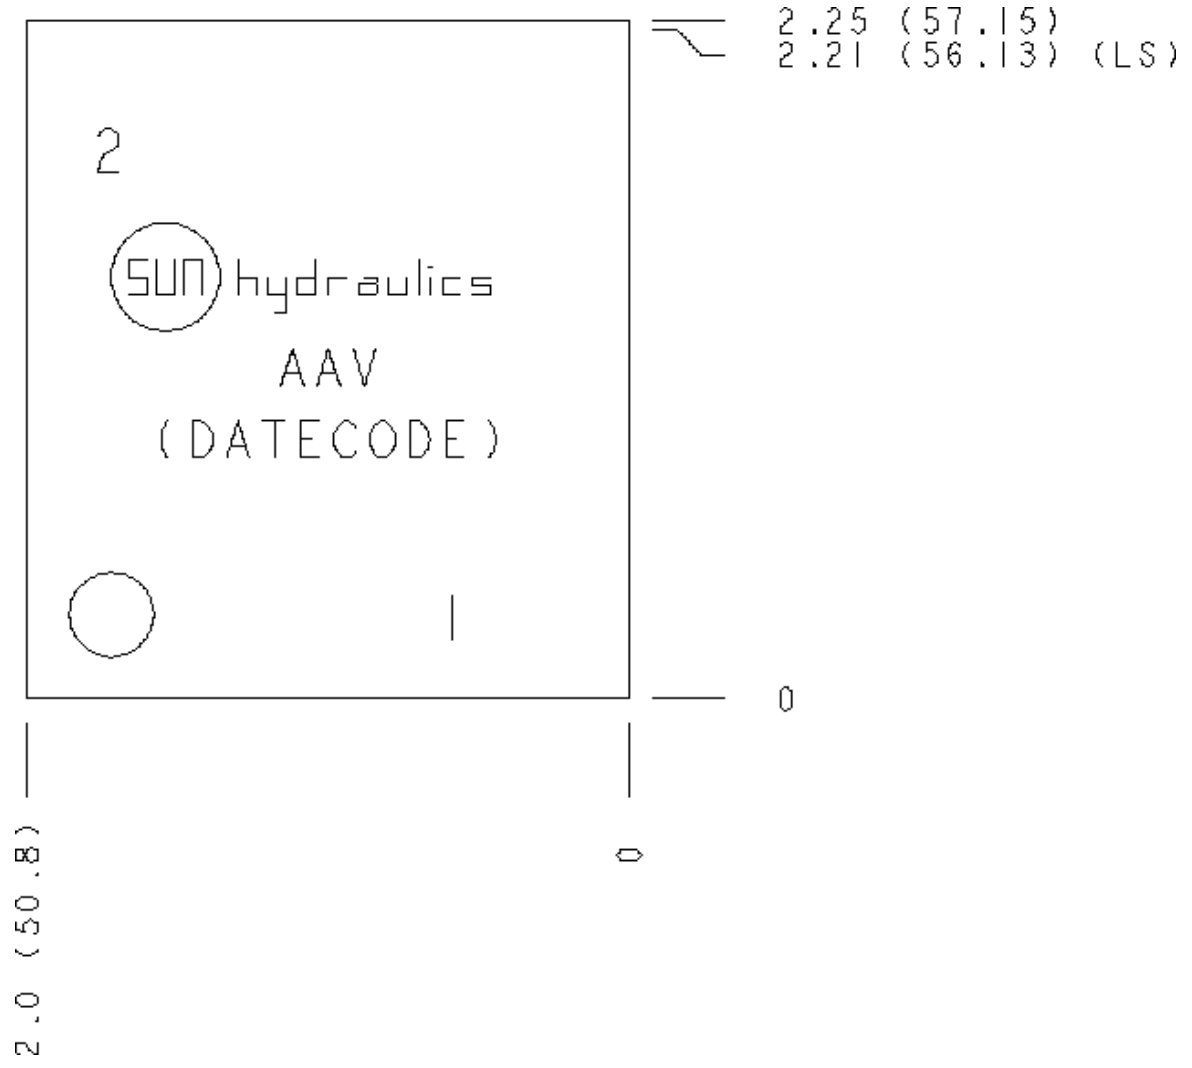 2.25 (57.15)
2.21 (56.13) (LS)
2
SUN hydraulics
AAV
(DATECODE)
1
0
0
2.0 (50.8)